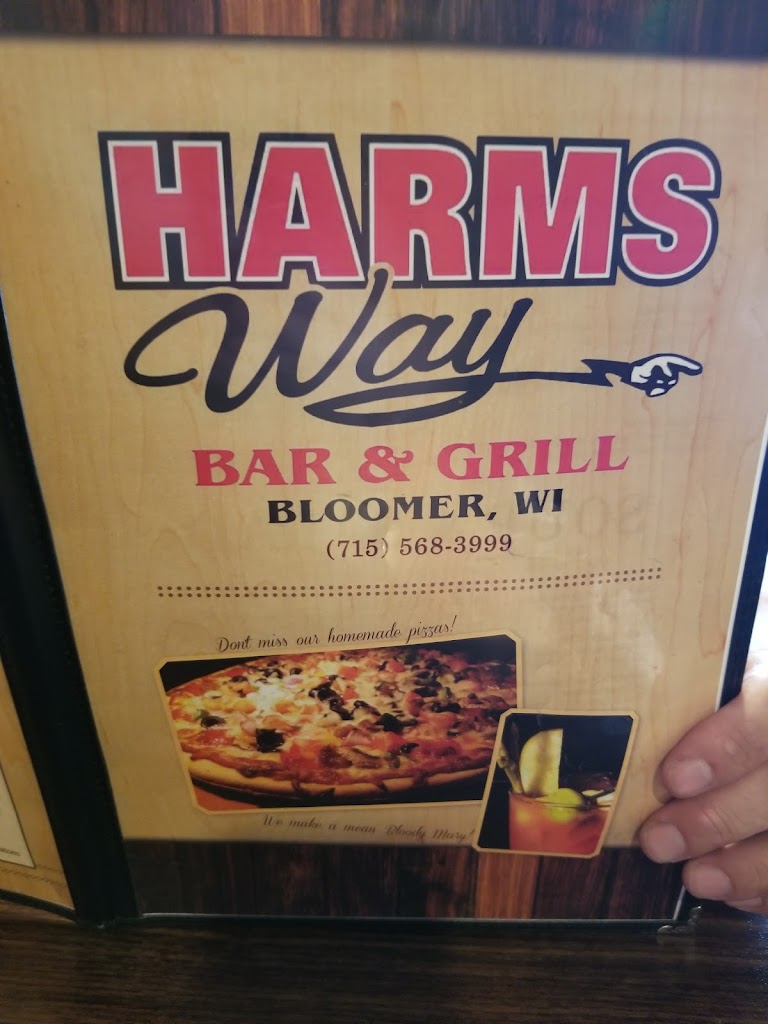 HARMS
Way
BAR & GRILL
BLOOMER, WI
(715) 568-3999
Dont miss our homemade pizzas!
We make a mean Bloody Mary!